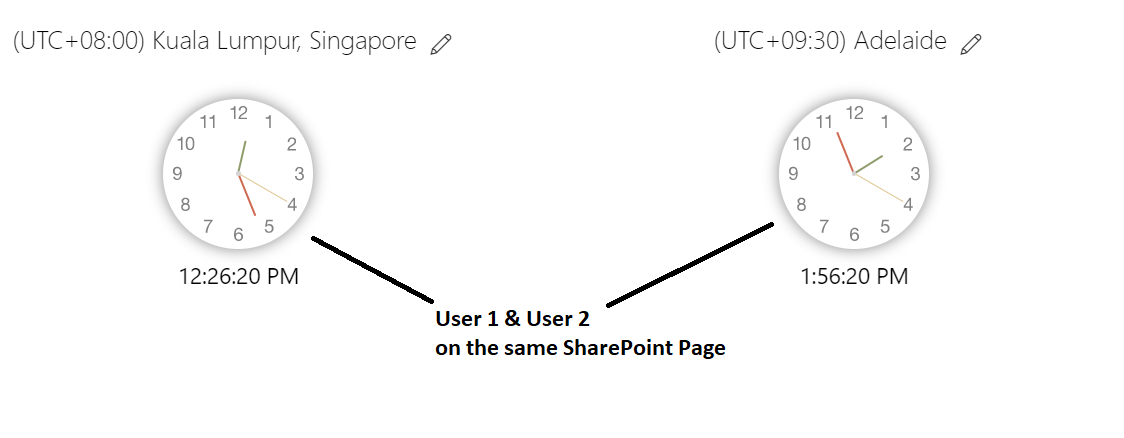 (UTC+08:00) Kuala Lumpur, Singapore
12
11 1
10 2
9 3
8 4
7 5
6
12:26:20 PM
(UTC+09:30) Adelaide
12
11 1
10 2
9 3
8 4
7 5
6
1:56:20 PM
User 1 & User 2
on the same SharePoint Page